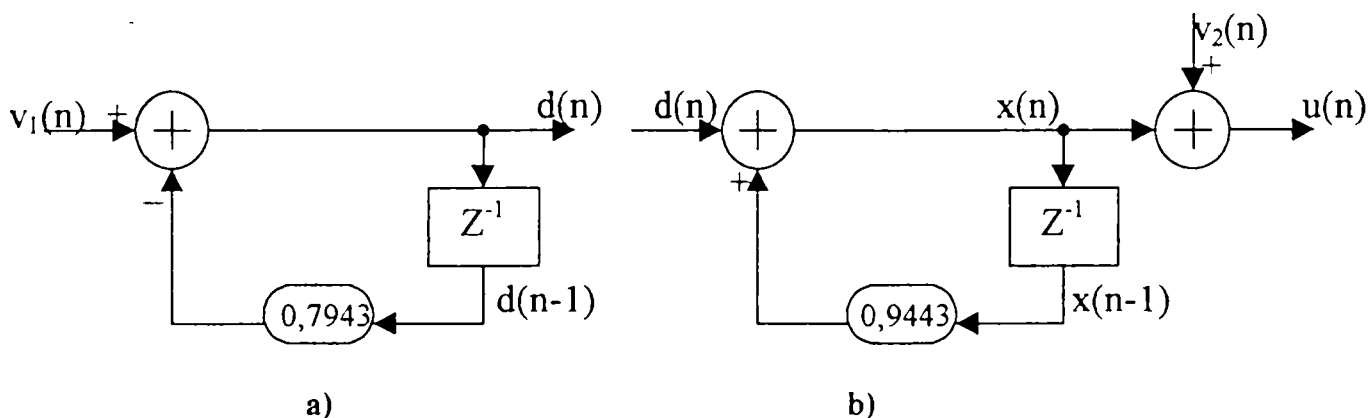 v₂(n)
+
v₁(n) + + d(n) d(n) + x(n) + u(n)
− +
Z⁻¹ Z⁻¹
0,7943 d(n-1) 0,9443 x(n-1)
a) b)